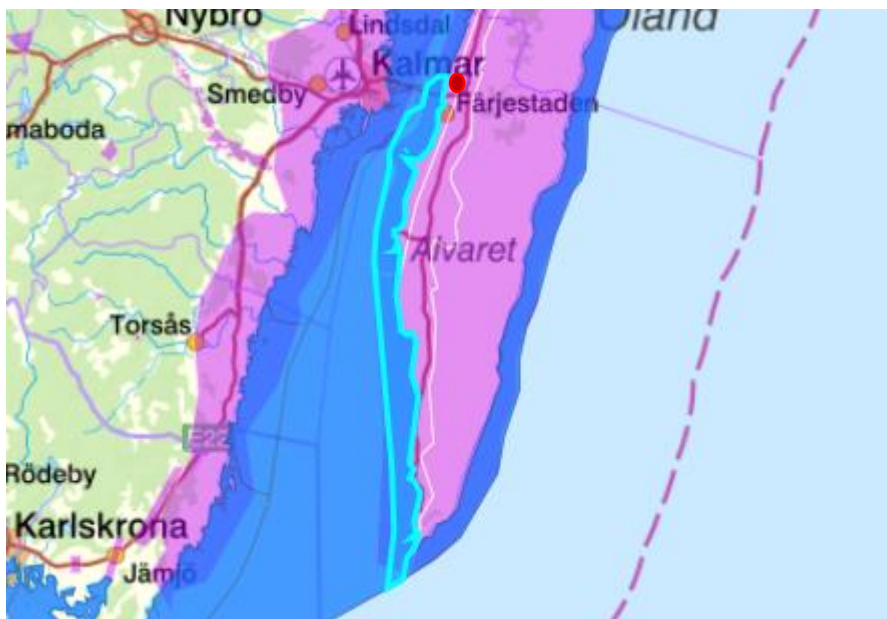 Nybro
Öland
Lindsdal
Kalmar
Smedby
Färjestaden
maboda
Alvaret
Torsås
E22
Rödeby
Karlskrona
Jämjö